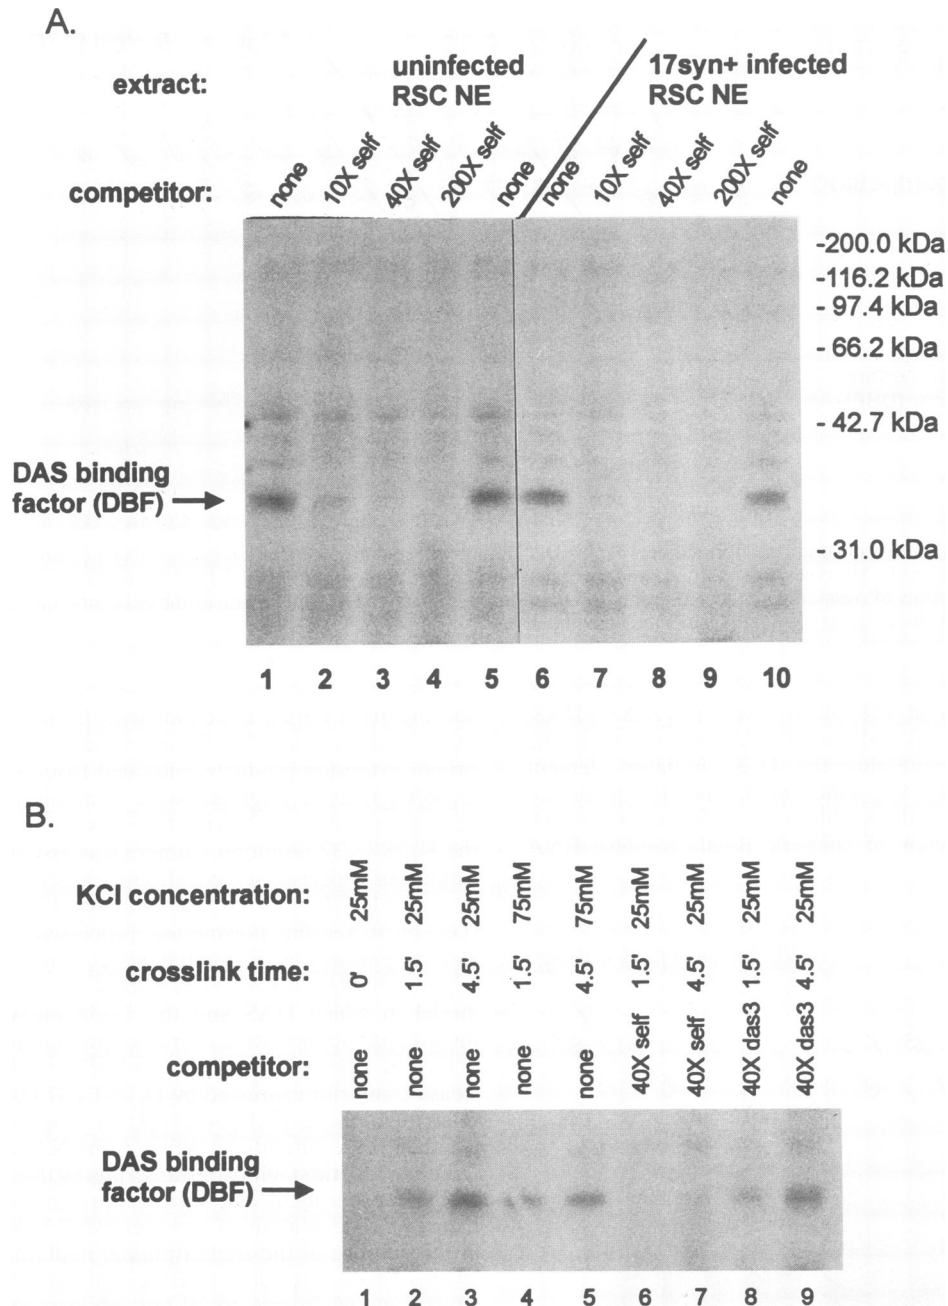 A.
extract:
uninfected
RSC NE
17syn+ infected
RSC NE
competitor:
none
10X self
40X self
200X self
none
none
10X self
40X self
200X self
none
-200.0 kDa
-116.2 kDa
- 97.4 kDa
- 66.2 kDa
- 42.7 kDa
DAS binding
factor (DBF)
- 31.0 kDa
1 2 3 4 5 6 7 8 9 10
B.
KCl concentration:
25mM 25mM 25mM 75mM 75mM 25mM 25mM 25mM 25mM
crosslink time:
0' 1.5' 4.5' 1.5' 4.5' 1.5' 4.5' 1.5' 4.5'
competitor:
none none none none none 40X self 40X self 40X das3 40X das3
DAS binding
factor (DBF)
1 2 3 4 5 6 7 8 9